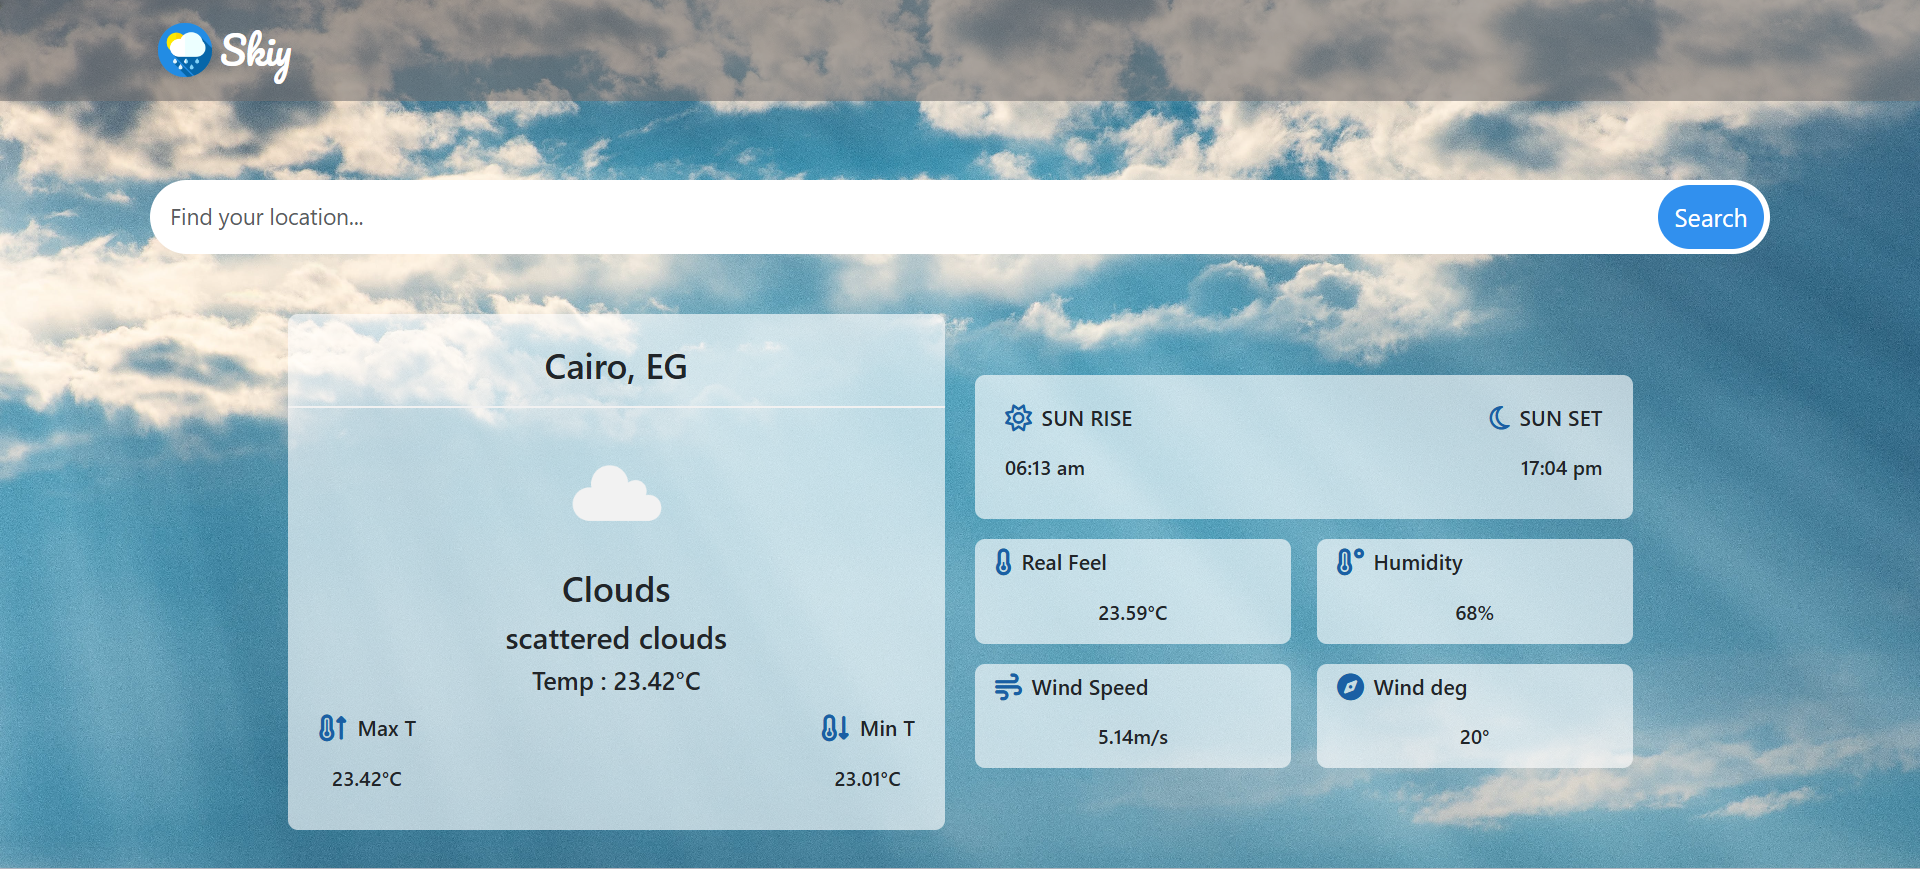 Skiy
Find your location...
Search
Cairo, EG
Clouds
scattered clouds
Temp : 23.42°C
Max T
Min T
23.42°C
23.01°C
SUN RISE
SUN SET
06:13 am
17:04 pm
Real Feel
23.59°C
Humidity
68%
Wind Speed
5.14m/s
Wind deg
20°